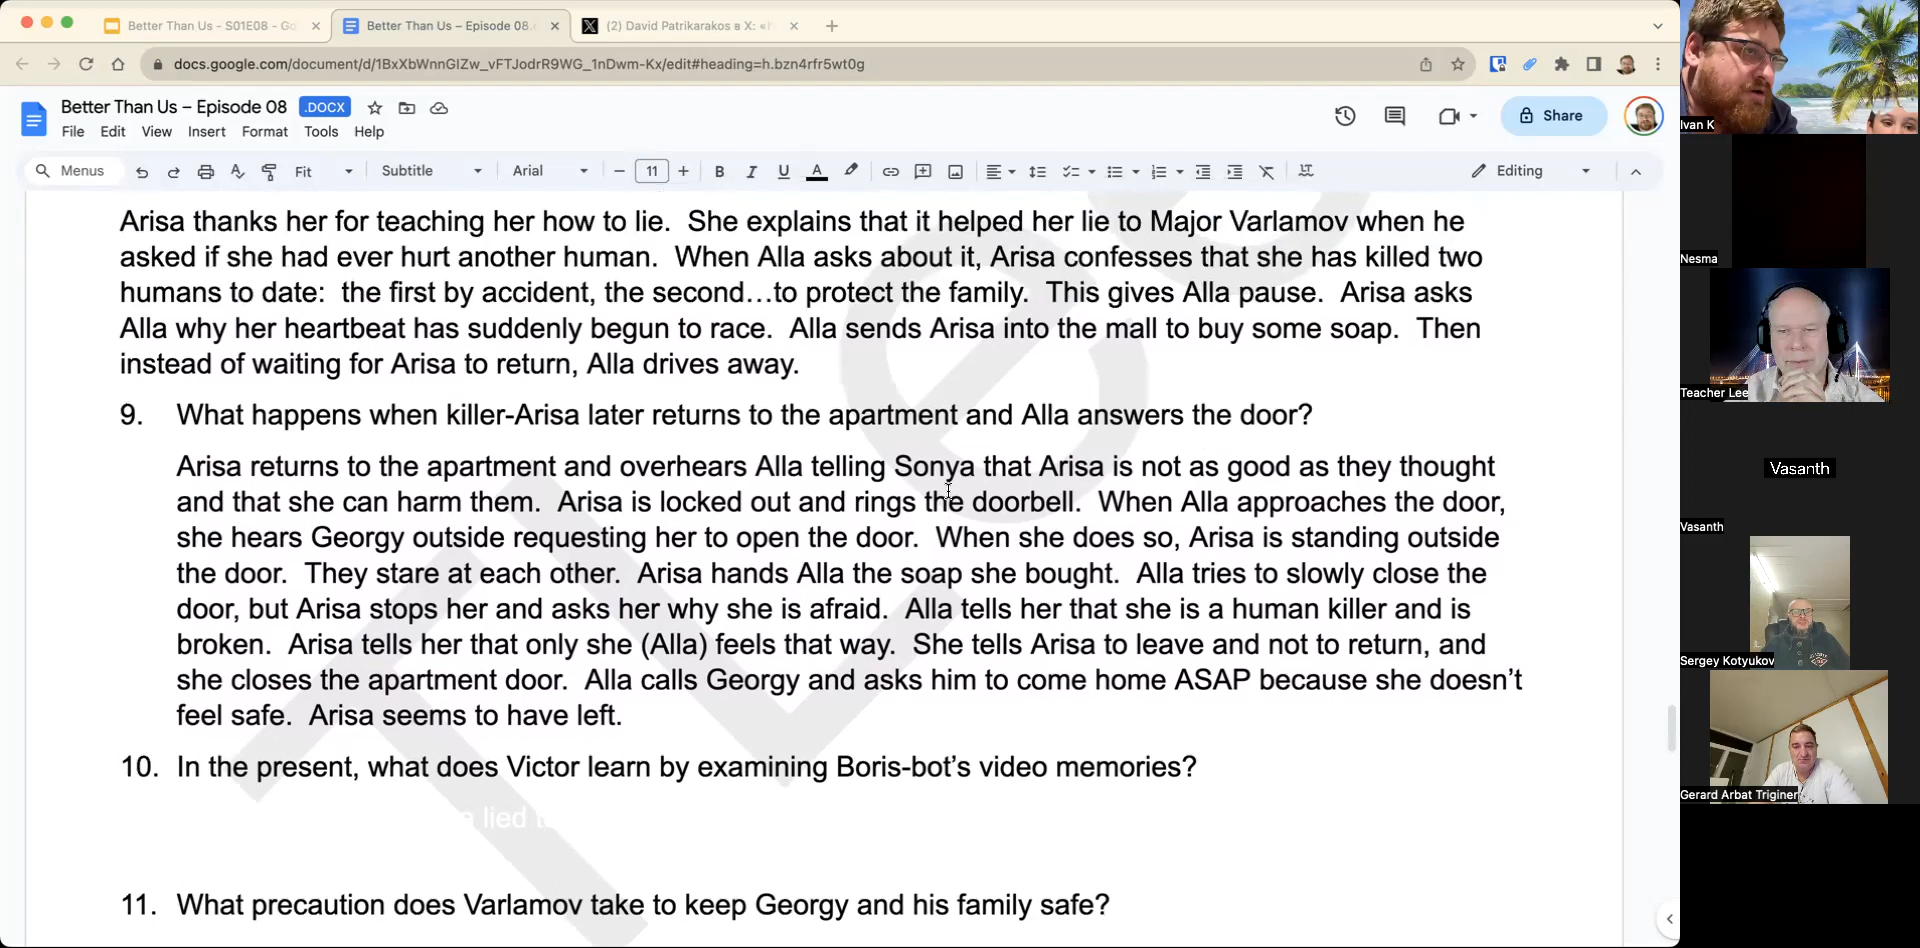 Better Than Us - S01E08 - Go
Better Than Us – Episode 08.
(2) David Patrikarakos в X: «
docs.google.com/document/d/1BxXbWnnGIZw_vFTJodrR9WG_1nDwm-Kx/edit#heading=h.bzn4rfr5wt0g
Better Than Us – Episode 08 .DOCX
Share
File Edit View Insert Format Tools Help
Menus Fit Subtitle Arial 11 B I U A Editing
Arisa thanks her for teaching her how to lie. She explains that it helped her lie to Major Varlamov when he
asked if she had ever hurt another human. When Alla asks about it, Arisa confesses that she has killed two
humans to date: the first by accident, the second…to protect the family. This gives Alla pause. Arisa asks
Alla why her heartbeat has suddenly begun to race. Alla sends Arisa into the mall to buy some soap. Then
instead of waiting for Arisa to return, Alla drives away.
9. What happens when killer-Arisa later returns to the apartment and Alla answers the door?
Arisa returns to the apartment and overhears Alla telling Sonya that Arisa is not as good as they thought
and that she can harm them. Arisa is locked out and rings the doorbell. When Alla approaches the door,
she hears Georgy outside requesting her to open the door. When she does so, Arisa is standing outside
the door. They stare at each other. Arisa hands Alla the soap she bought. Alla tries to slowly close the
door, but Arisa stops her and asks her why she is afraid. Alla tells her that she is a human killer and is
broken. Arisa tells her that only she (Alla) feels that way. She tells Arisa to leave and not to return, and
she closes the apartment door. Alla calls Georgy and asks him to come home ASAP because she doesn't
feel safe. Arisa seems to have left.
10. In the present, what does Victor learn by examining Boris-bot's video memories?
lied
11. What precaution does Varlamov take to keep Georgy and his family safe?
TLee
Ivan K
Nesma
Teacher Lee
Vasanth
Vasanth
Sergey Kotyukov
Gerard Arbat Triginer